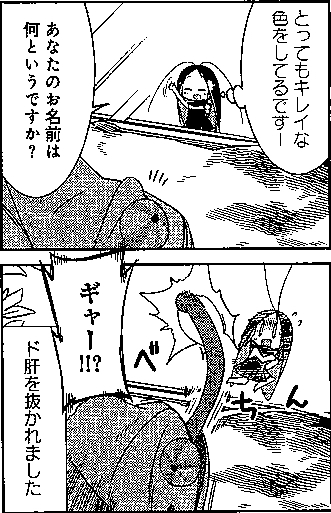 とってもキレイな
色をしてるですー
あなたのお名前は
何というですか？
ギャー!!?
べちん
ド肝を抜かれました